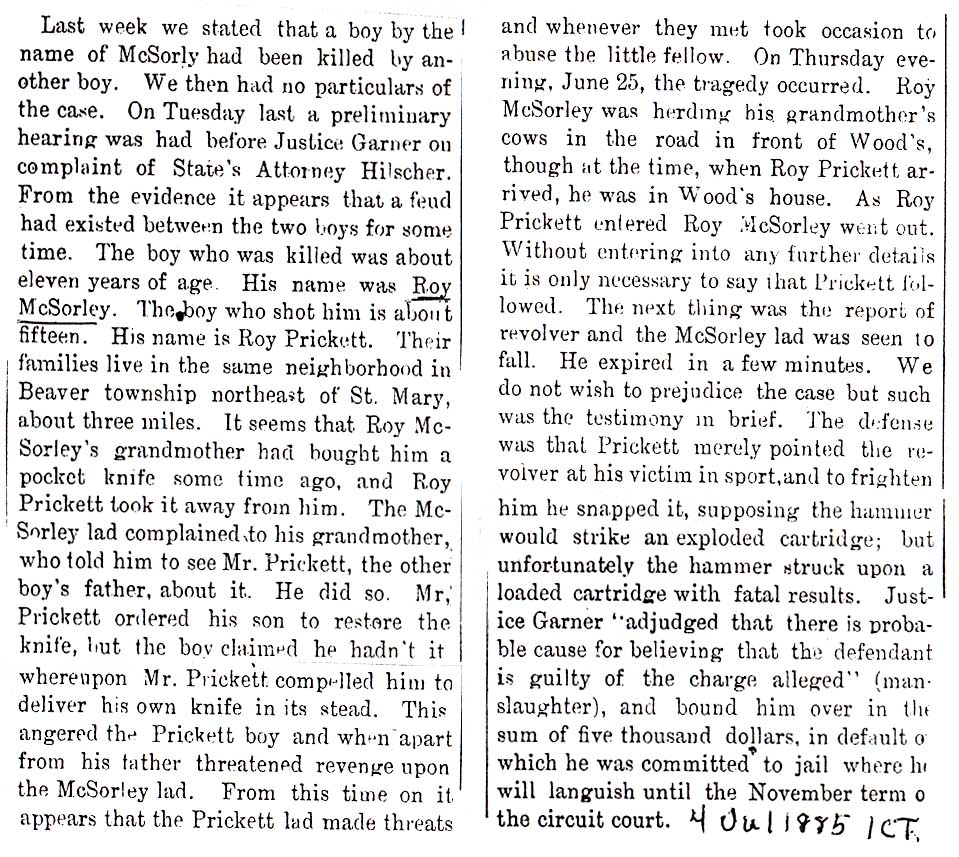 Last week we stated that a boy by the
name of McSorly had been killed by an-
other boy. We then had no particulars of
the case. On Tuesday last a preliminary
hearing was had before Justice Garner on
complaint of State's Attorney Hilscher.
From the evidence it appears that a feud
had existed between the two boys for some
time. The boy who was killed was about
eleven years of age. His name was Roy
McSorley. The boy who shot him is about
fifteen. His name is Roy Prickett. Their
families live in the same neighborhood in
Beaver township northeast of St. Mary,
about three miles. It seems that Roy Mc-
Sorley's grandmother had bought him a
pocket knife some time ago, and Roy
Prickett took it away from him. The Mc-
Sorley lad complained to his grandmother,
who told him to see Mr. Prickett, the other
boy's father, about it. He did so. Mr,
Prickett ordered his son to restore the
knife, but the boy claimed he hadn't it
whereupon Mr. Prickett compelled him to
deliver his own knife in its stead. This
angered the Prickett boy and when apart
from his father threatened revenge upon
the McSorley lad. From this time on it
appears that the Prickett lad made threats
and whenever they met took occasion to
abuse the little fellow. On Thursday eve-
ning, June 25, the tragedy occurred. Roy
McSorley was herding his grandmother's
cows in the road in front of Wood's,
though at the time, when Roy Prickett ar-
rived, he was in Wood's house. As Roy
Prickett entered Roy McSorley went out.
Without entering into any further details
it is only necessary to say that Prickett fol-
lowed. The next thing was the report of
revolver and the McSorley lad was seen to
fall. He expired in a few minutes. We
do not wish to prejudice the case but such
was the testimony in brief. The defense
was that Prickett merely pointed the re-
volver at his victim in sport, and to frighten
him he snapped it, supposing the hammer
would strike an exploded cartridge; but
unfortunately the hammer struck upon a
loaded cartridge with fatal results. Just-
ice Garner "adjudged that there is proba-
ble cause for believing that the defendant
is guilty of the charge alleged" (man-
slaughter), and bound him over in the
sum of five thousand dollars, in default o
which he was committed to jail where he
will languish until the November term o
the circuit court. 4 Jul 1885 ICT.